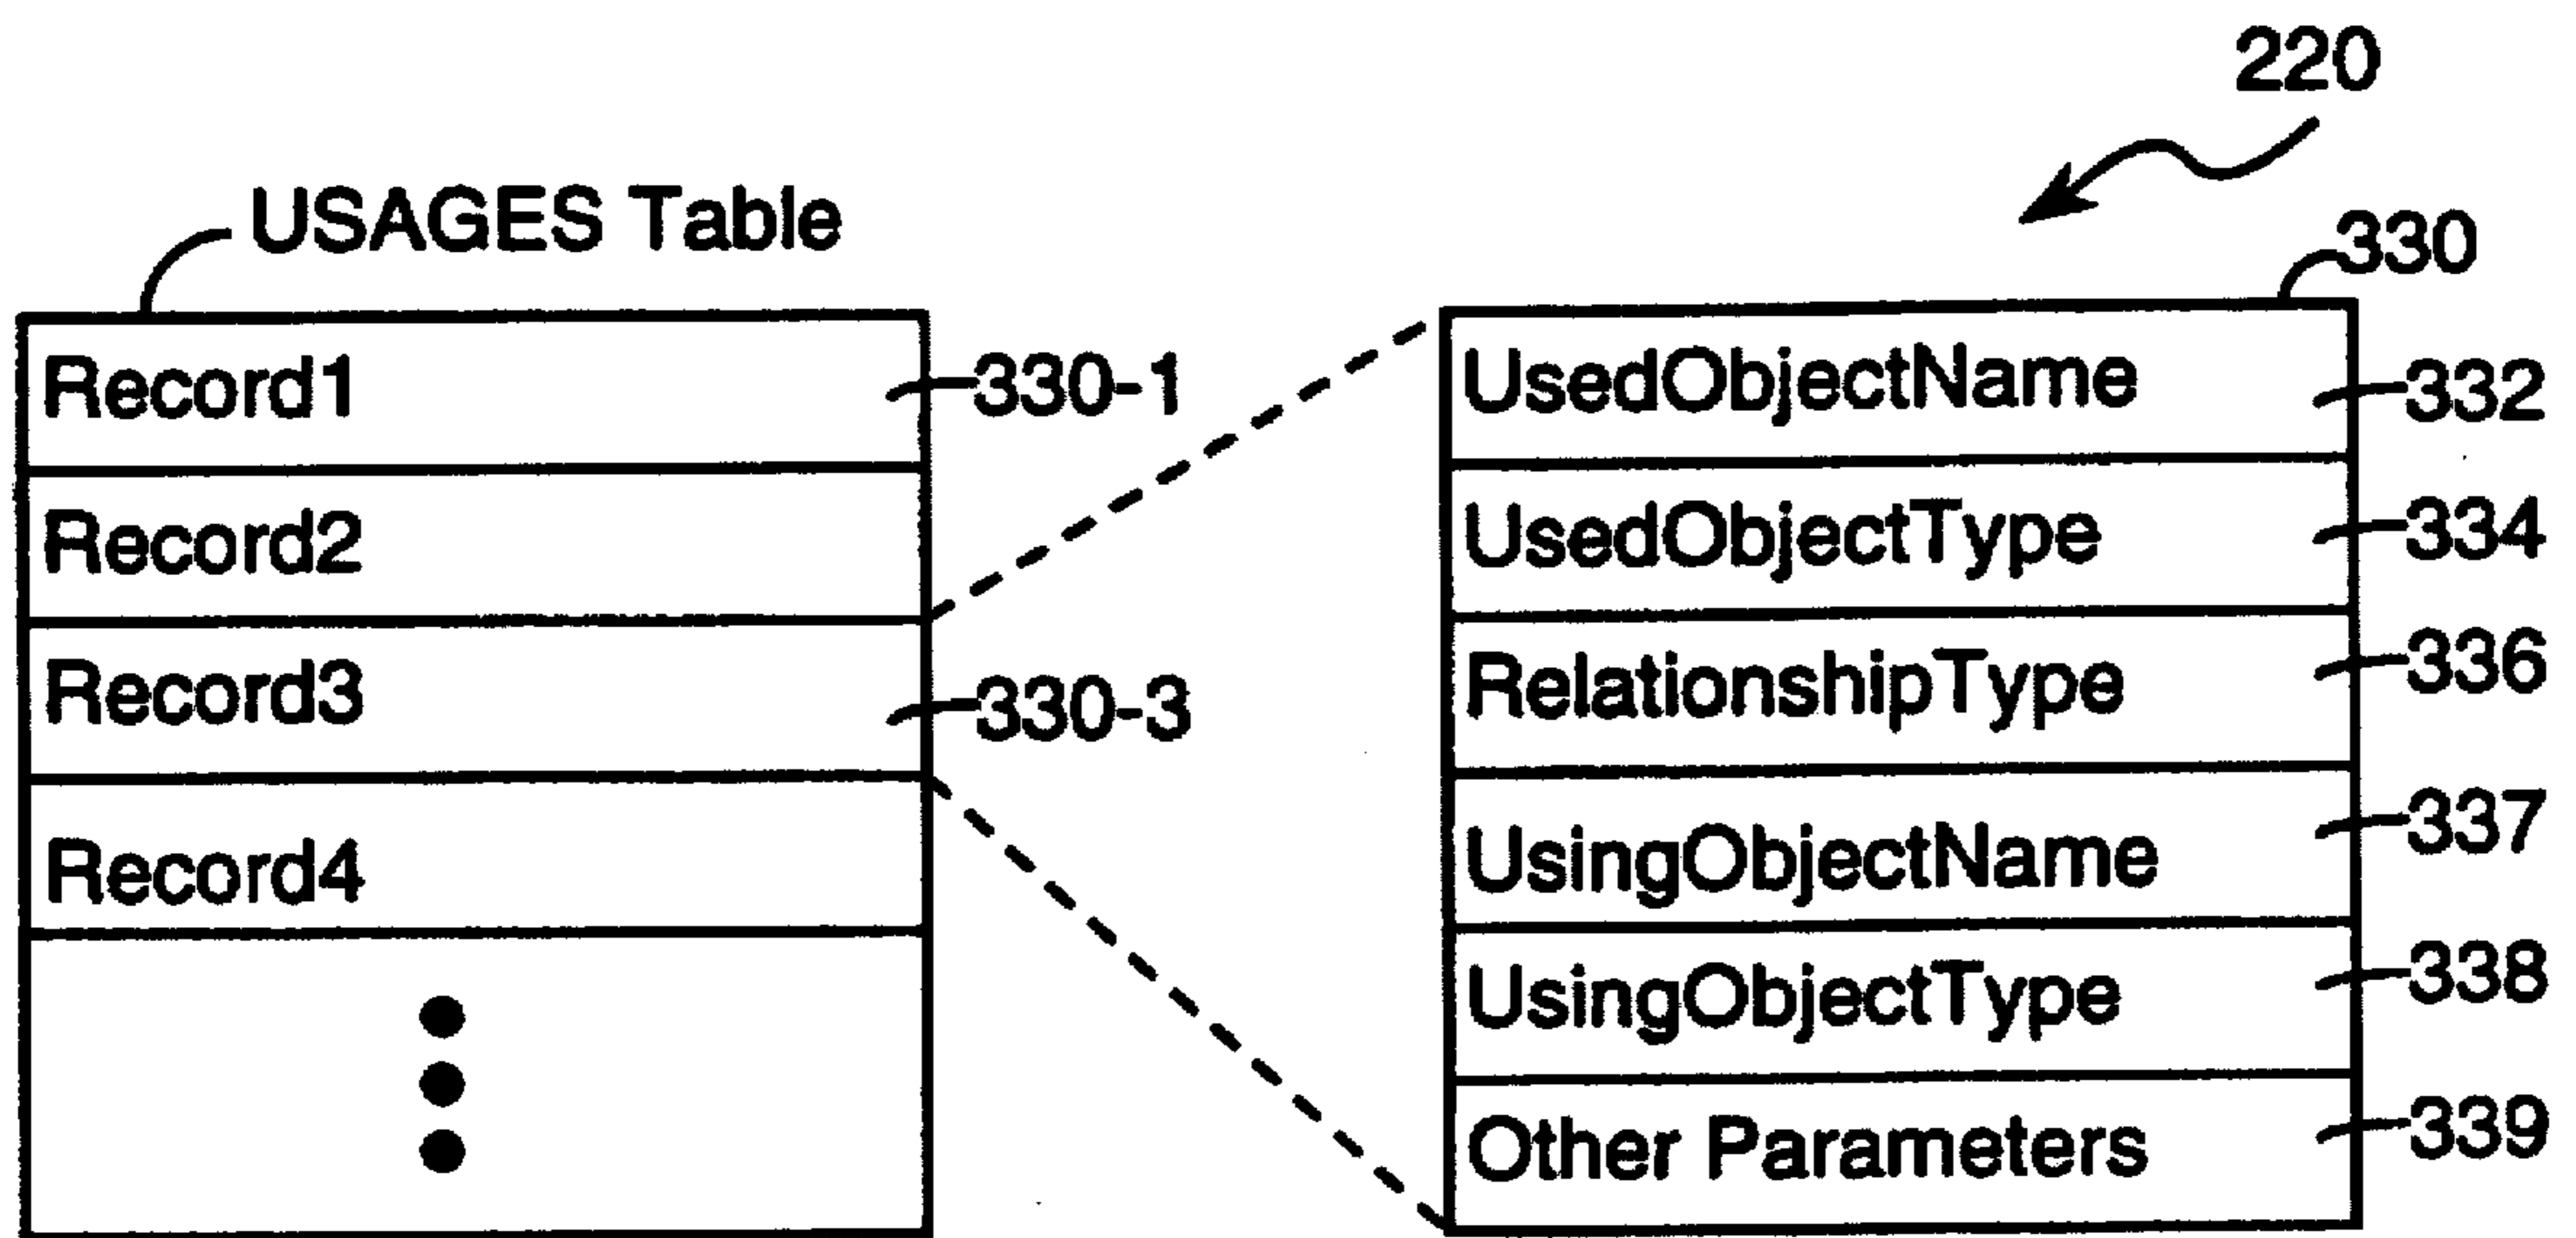 220
USAGES Table
330
Record1
330-1
Record2
Record3
330-3
Record4
UsedObjectName
332
UsedObjectType
334
RelationshipType
336
UsingObjectName
337
UsingObjectType
338
Other Parameters
339